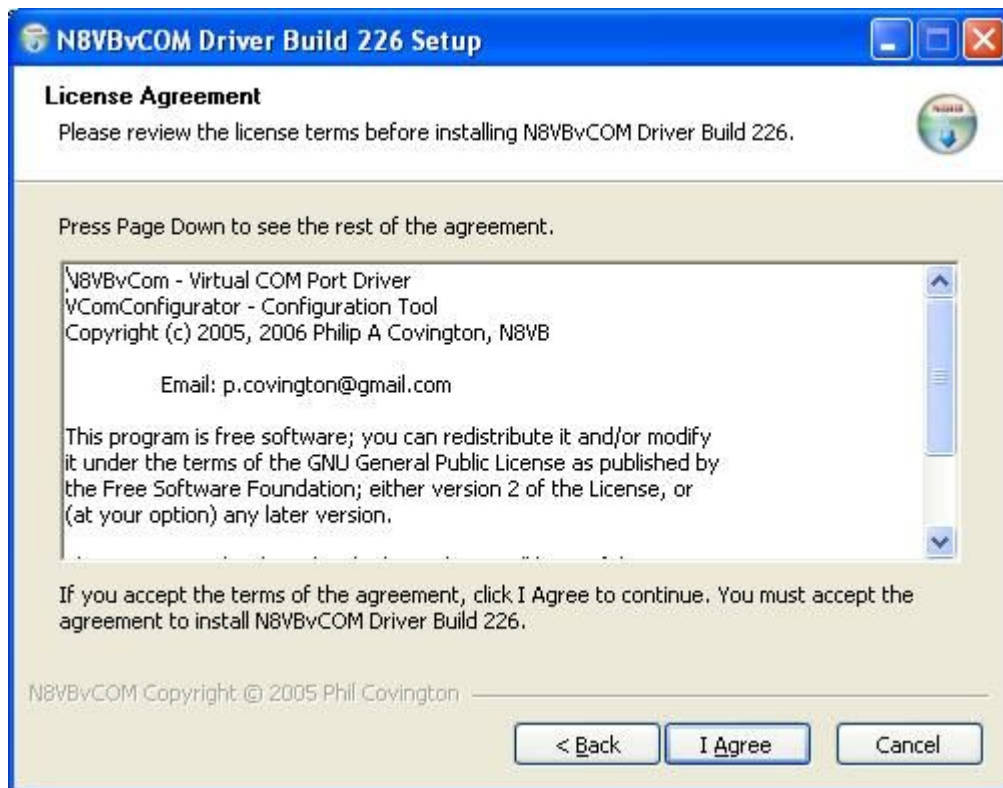 N8VBvCOM Driver Build 226 Setup
License Agreement
Please review the license terms before installing N8VBvCOM Driver Build 226.
Press Page Down to see the rest of the agreement.
N8VBvCom - Virtual COM Port Driver
VComConfigurator - Configuration Tool
Copyright (c) 2005, 2006 Philip A Covington, N8VB
Email: p.covington@gmail.com
This program is free software; you can redistribute it and/or modify
it under the terms of the GNU General Public License as published by
the Free Software Foundation; either version 2 of the License, or
(at your option) any later version.
If you accept the terms of the agreement, click I Agree to continue. You must accept the
agreement to install N8VBvCOM Driver Build 226.
N8VBvCOM Copyright © 2005 Phil Covington
< Back
I Agree
Cancel